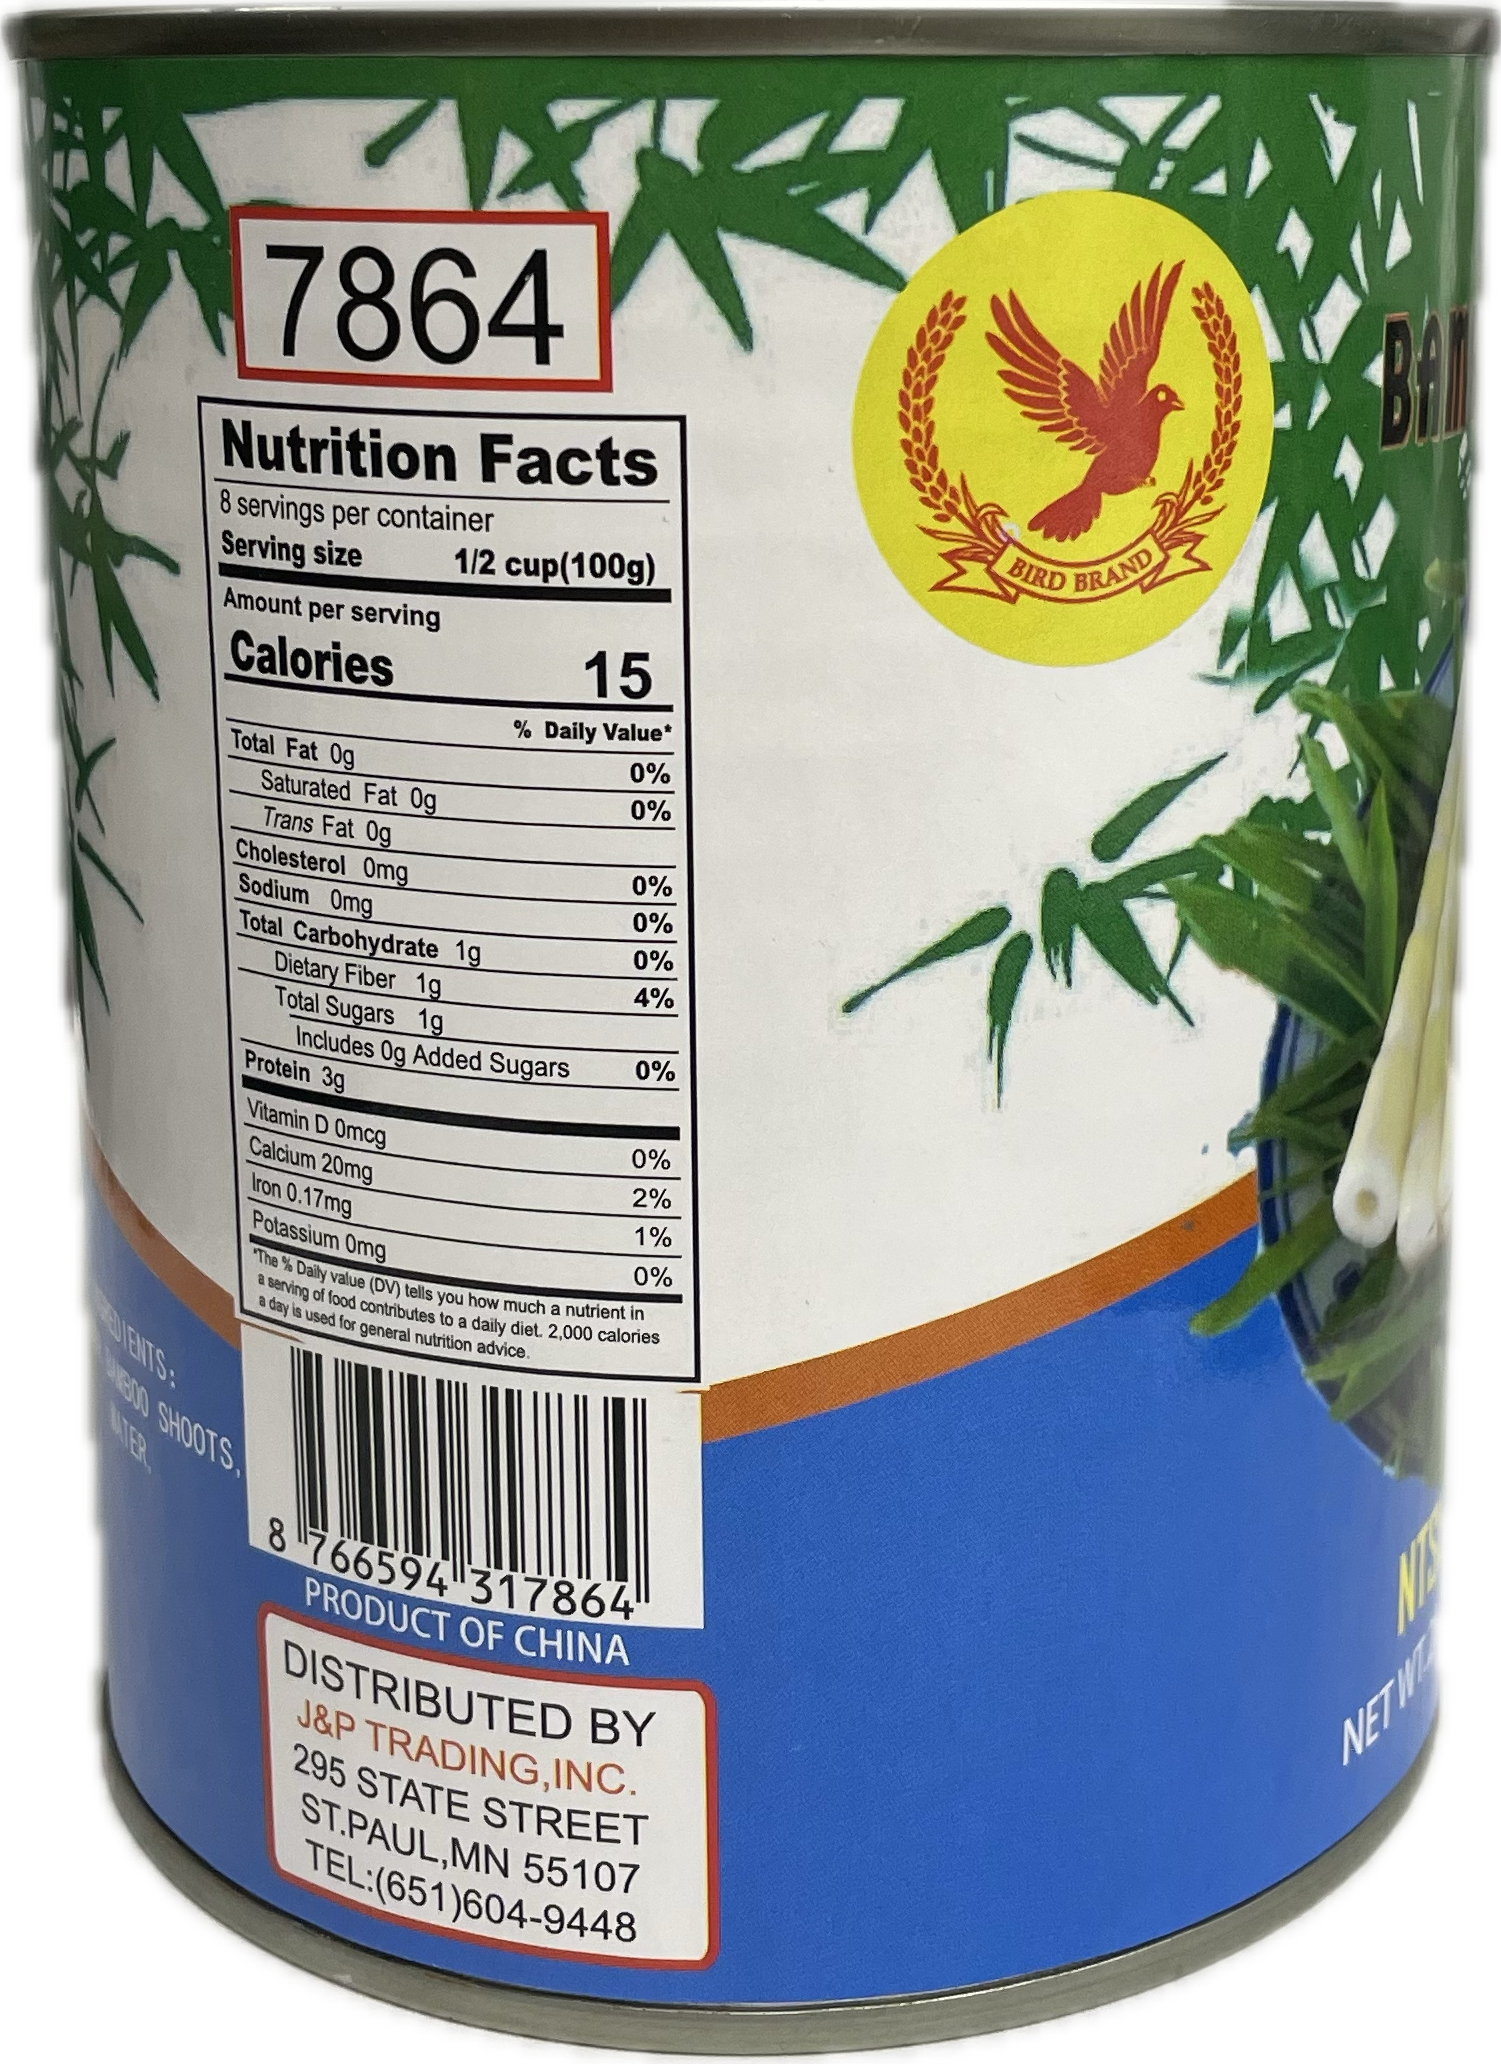 7864
Nutrition Facts
8 servings per container
Serving size 1/2 cup(100g)
Amount per serving
Calories 15
% Daily Value*
Total Fat 0g 0%
Saturated Fat 0g 0%
Trans Fat 0g
Cholesterol 0mg 0%
Sodium 0mg 0%
Total Carbohydrate 1g 0%
Dietary Fiber 1g 4%
Total Sugars 1g
Includes 0g Added Sugars 0%
Protein 3g
Vitamin D 0mcg 0%
Calcium 20mg 2%
Iron 0.17mg 1%
Potassium 0mg 0%
*The % Daily value (DV) tells you how much a nutrient in
a serving of food contributes to a daily diet. 2,000 calories
a day is used for general nutrition advice.
8 766594 317864
PRODUCT OF CHINA
DISTRIBUTED BY
J&P TRADING,INC.
295 STATE STREET
ST.PAUL,MN 55107
TEL:(651)604-9448
BIRD BRAND
SHOOTS,
NET WT.